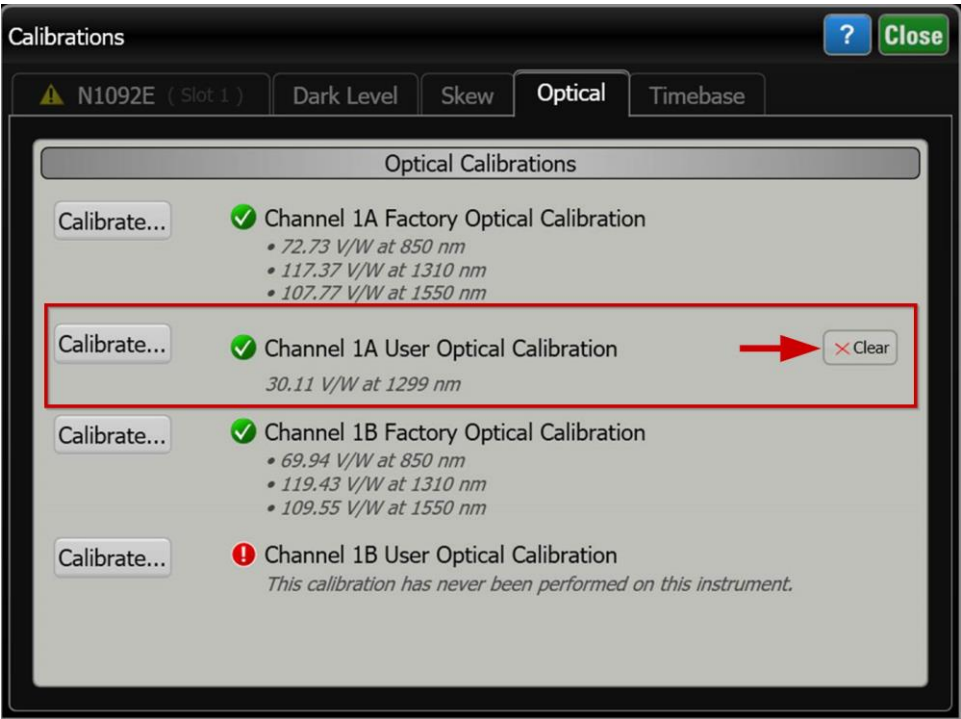 Calibrations
? Close
N1092E ( Slot 1 ) Dark Level Skew Optical Timebase
Optical Calibrations
Calibrate... Channel 1A Factory Optical Calibration
• 72.73 V/W at 850 nm
• 117.37 V/W at 1310 nm
• 107.77 V/W at 1550 nm
Calibrate... Channel 1A User Optical Calibration Clear
30.11 V/W at 1299 nm
Calibrate... Channel 1B Factory Optical Calibration
• 69.94 V/W at 850 nm
• 119.43 V/W at 1310 nm
• 109.55 V/W at 1550 nm
Calibrate... Channel 1B User Optical Calibration
This calibration has never been performed on this instrument.